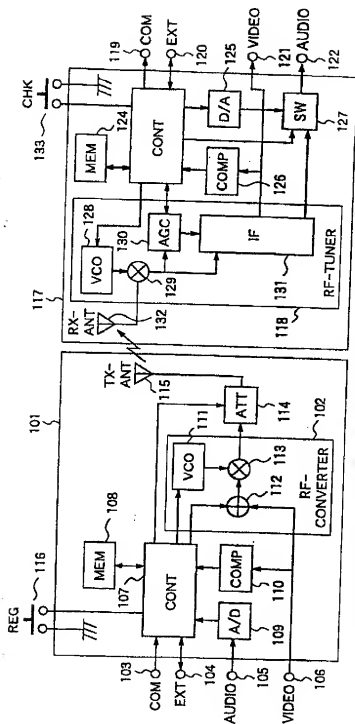 REG
116
101
MEM
108
107
COM
103
EXT
104
CONT
AUDIO
105
A/D
109
COMP
110
VIDEO
106
VCO
111
112
113
RF-
CONVERTER
102
ATT
114
TX-
ANT
115
117
RX-
ANT
132
VCO
128
129
AGC
130
IF
131
RF-TUNER
118
MEM
124
CONT
133
CHK
COM
119
EXT
120
D/A
125
COMP
126
VIDEO
121
SW
127
AUDIO
122